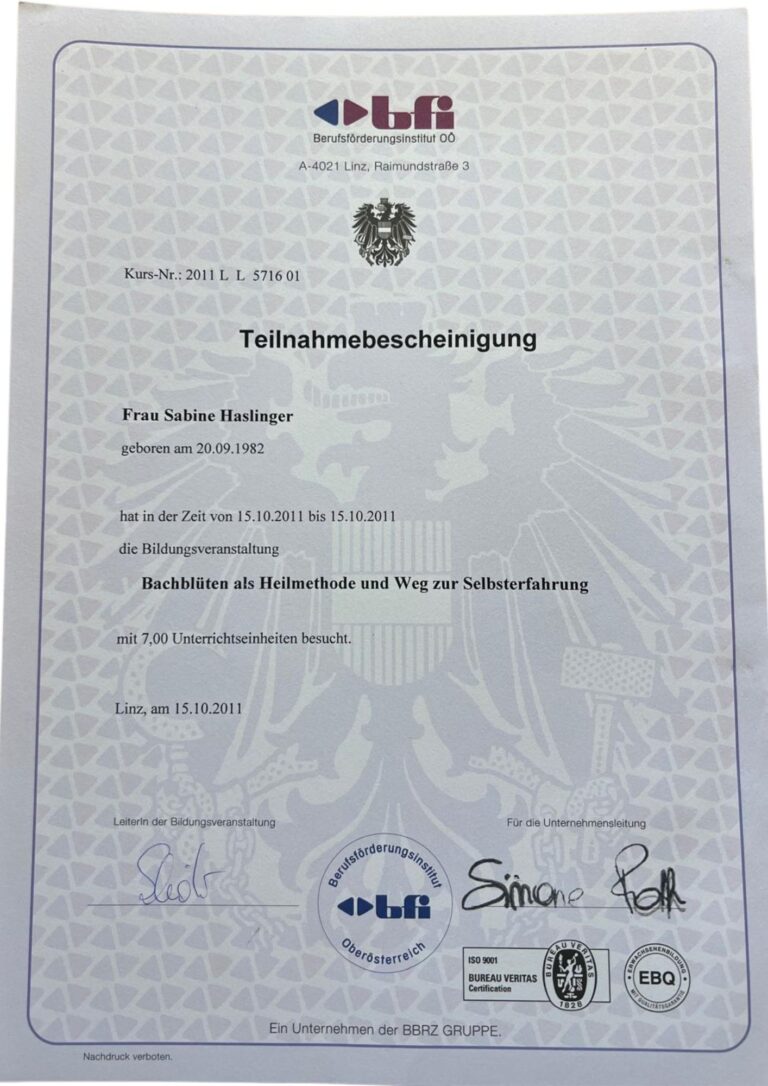 bfi
Berufsförderungsinstitut OÖ
A-4021 Linz, Raimundstraße 3
Kurs-Nr.: 2011 L L 5716 01
Teilnahmebescheinigung
Frau Sabine Haslinger
geboren am 20.09.1982
hat in der Zeit von 15.10.2011 bis 15.10.2011
die Bildungsveranstaltung
Bachblüten als Heilmethode und Weg zur Selbsterfahrung
mit 7,00 Unterrichtseinheiten besucht.
Linz, am 15.10.2011
LeiterIn der Bildungsveranstaltung
Für die Unternehmensleitung
Berufsförderungsinstitut
bfi
Oberösterreich
Simone Roth
ISO 9001
BUREAU VERITAS
Certification
BUREAU VERITAS
1828
ERWACHSENENBILDUNG
EBQ
MIT QUALITÄTSGARANTIE
Ein Unternehmen der BBRZ GRUPPE.
Nachdruck verboten.